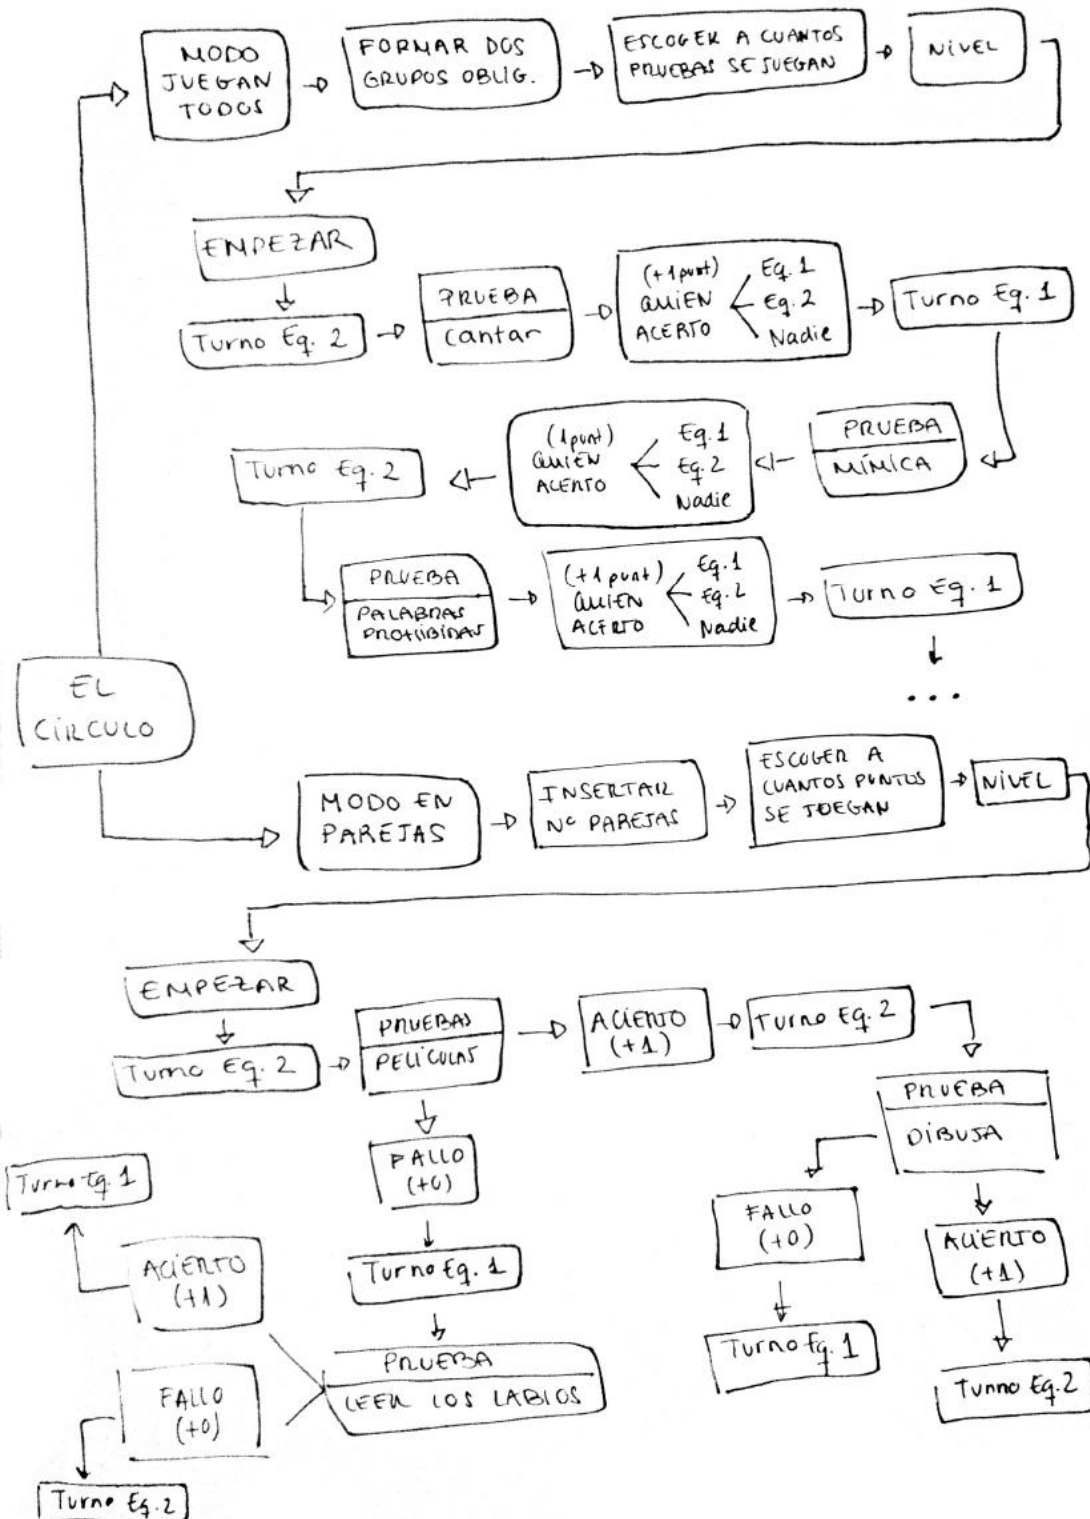 MODO
JUEGAN
TODOS
FORMAR DOS
GRUPOS OBLIG.
ESCOGER A CUANTOS
PRUEBAS SE JUEGAN
NIVEL
EMPEZAR
Turno Eq. 2
PRUEBA
Cantar
(+1 punt)
QUIEN
ACERTO
Eq. 1
Eq. 2
Nadie
Turno Eq. 1
PRUEBA
MÍMICA
(1 punt)
QUIEN
ACERTO
Eq. 1
Eq. 2
Nadie
Turno Eq. 2
PRUEBA
PALABRAS
PROHIBIDAS
(+1 punt)
QUIEN
ACERTO
Eq. 1
Eq. 2
Nadie
Turno Eq. 1
...
EL
CÍRCULO
MODO EN
PAREJAS
INSERTAR
Nº PAREJAS
ESCOGER A
CUANTOS PUNTOS
SE JUEGAN
NIVEL
EMPEZAR
Turno Eq. 2
PRUEBAS
PELÍCULAS
ACIERTO
(+1)
Turno Eq. 2
PRUEBA
DIBUJA
FALLO
(+0)
Turno Eq. 1
ACIERTO
(+1)
Turno Eq. 2
FALLO
(+0)
Turno Eq. 1
PRUEBA
LEER LOS LABIOS
ACIERTO
(+1)
Turno Eq. 1
FALLO
(+0)
Turno Eq. 2